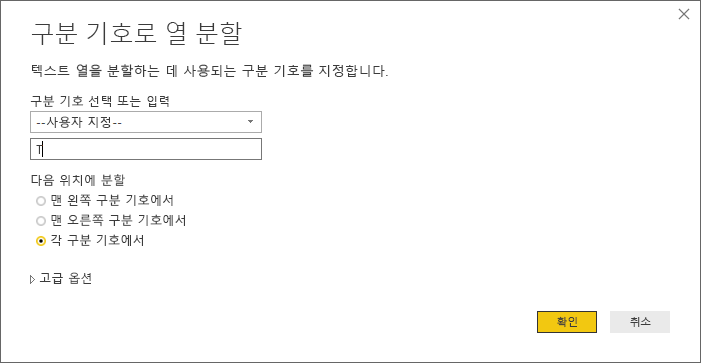 구분 기호로 열 분할
텍스트 열을 분할하는 데 사용되는 구분 기호를 지정합니다.
구분 기호 선택 또는 입력
--사용자 지정--
T
다음 위치에 분할
맨 왼쪽 구분 기호에서
맨 오른쪽 구분 기호에서
각 구분 기호에서
고급 옵션
확인 취소